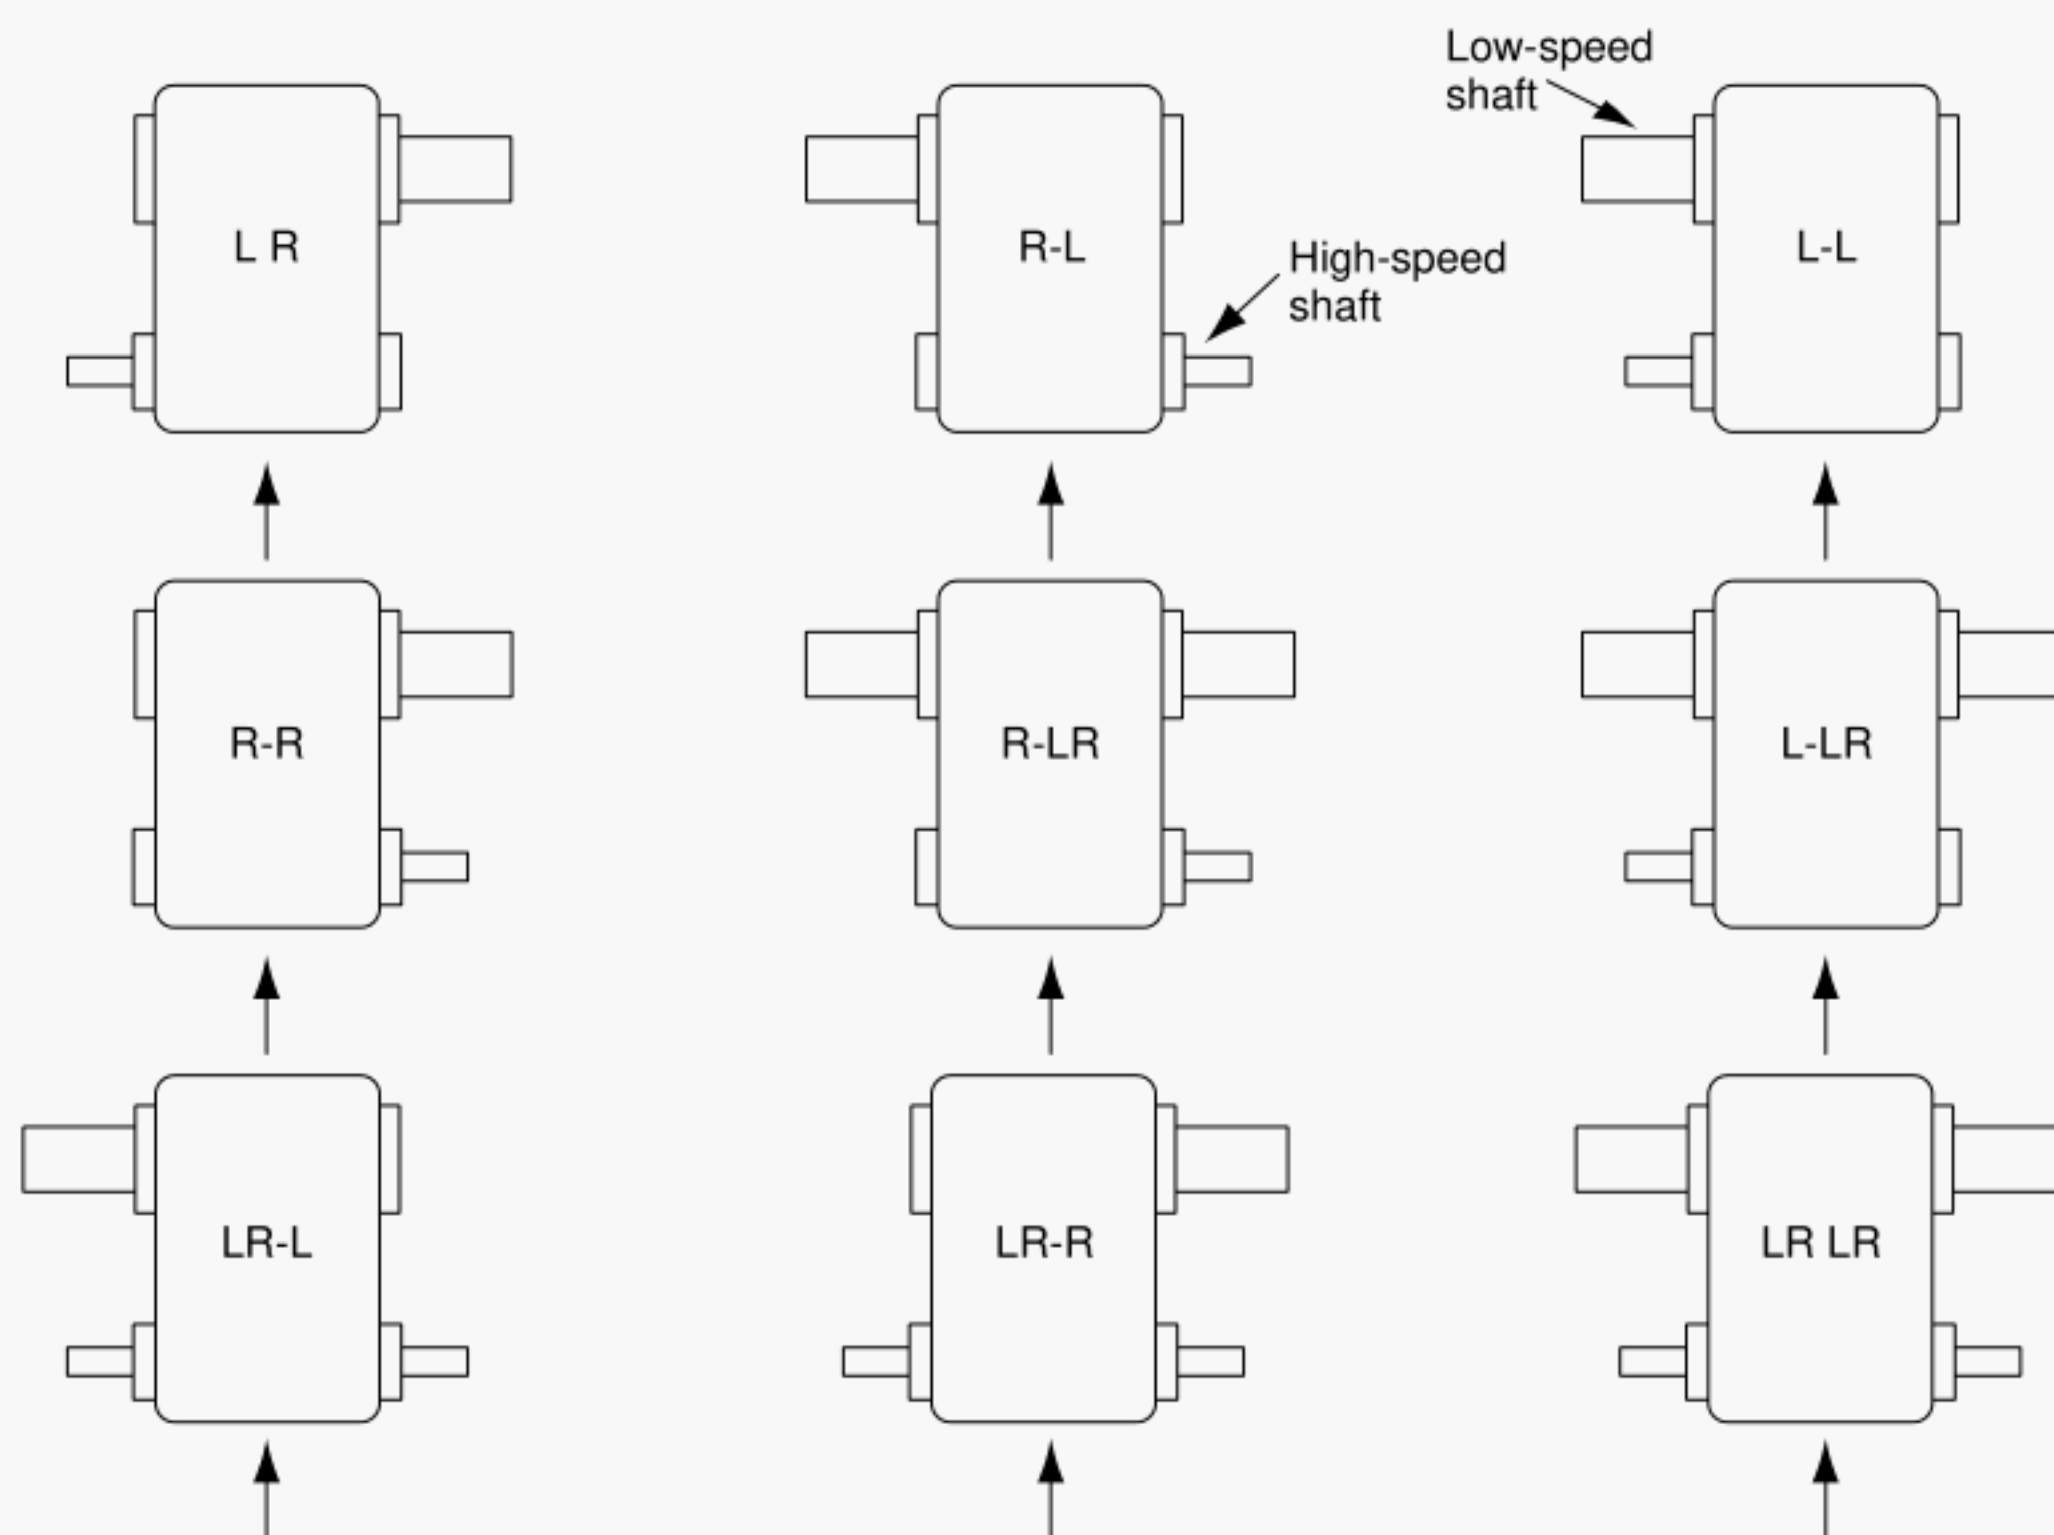 Low-speed
shaft
L R
R-L
High-speed
shaft
L-L
R-R
R-LR
L-LR
LR-L
LR-R
LR LR